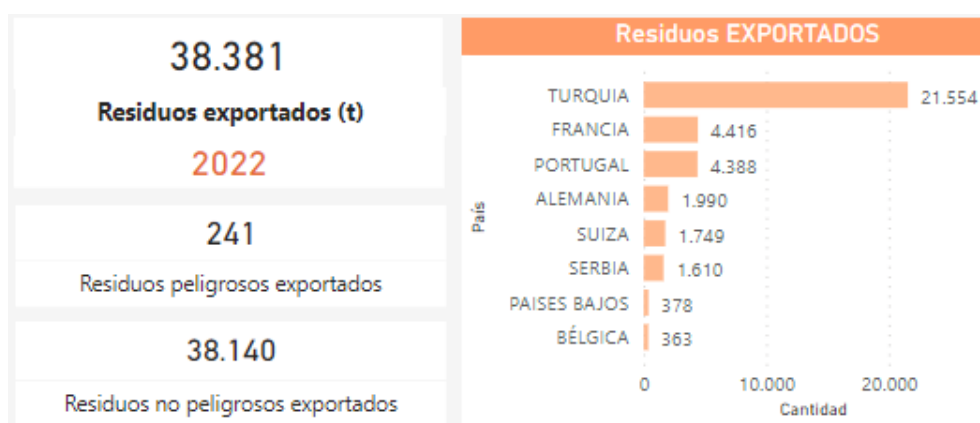 38.381
Residuos exportados (t)
2022
241
Residuos peligrosos exportados
38.140
Residuos no peligrosos exportados
Residuos EXPORTADOS
País
TURQUIA 21.554
FRANCIA 4.416
PORTUGAL 4.388
ALEMANIA 1.990
SUIZA 1.749
SERBIA 1.610
PAISES BAJOS 378
BÉLGICA 363
0 10.000 20.000
Cantidad